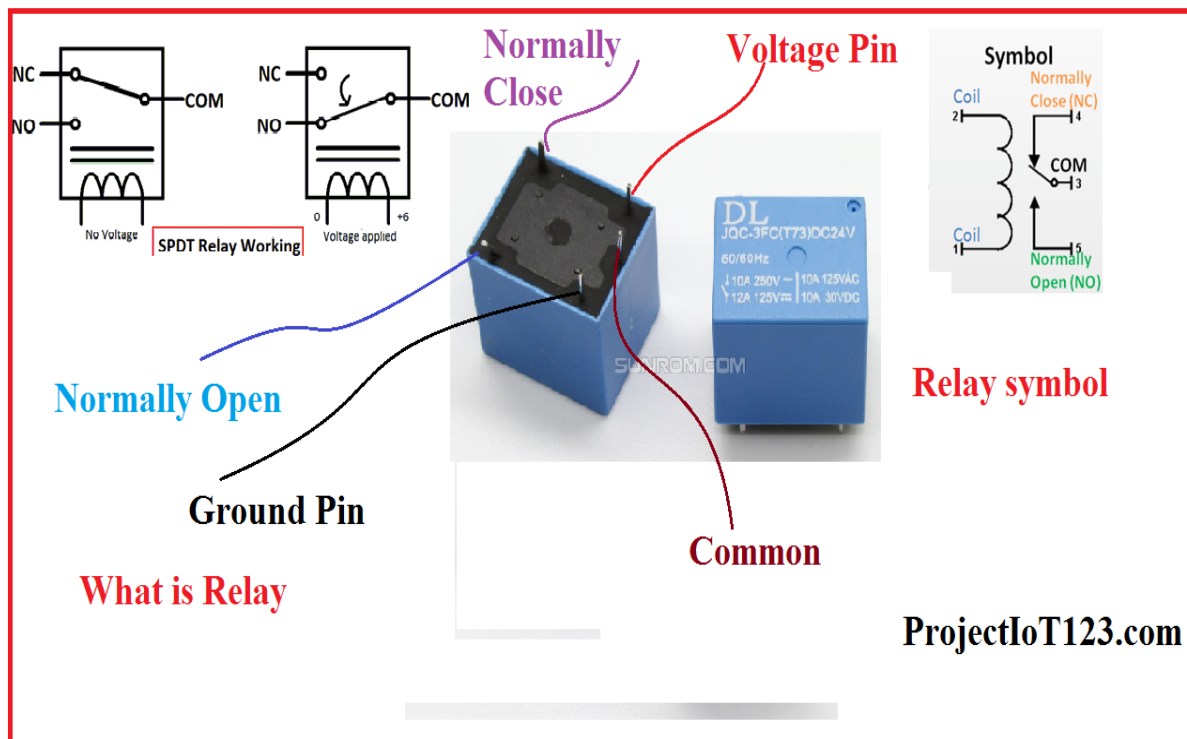 NC
NO
COM
No Voltage
NC
NO
COM
0
+6
Voltage applied
SPDT Relay Working
Normally
Close
Voltage Pin
Symbol
Coil
2
Normally
Close (NC)
4
COM
3
Coil
1
5
Normally
Open (NO)
DL
JQC-3FC(T73)DC24V
60/60Hz
10A 250V ~ 10A 125VAC
12A 125V 10A 30VDC
SUNROM.COM
Normally Open
Relay symbol
Ground Pin
Common
What is Relay
ProjectIoT123.com